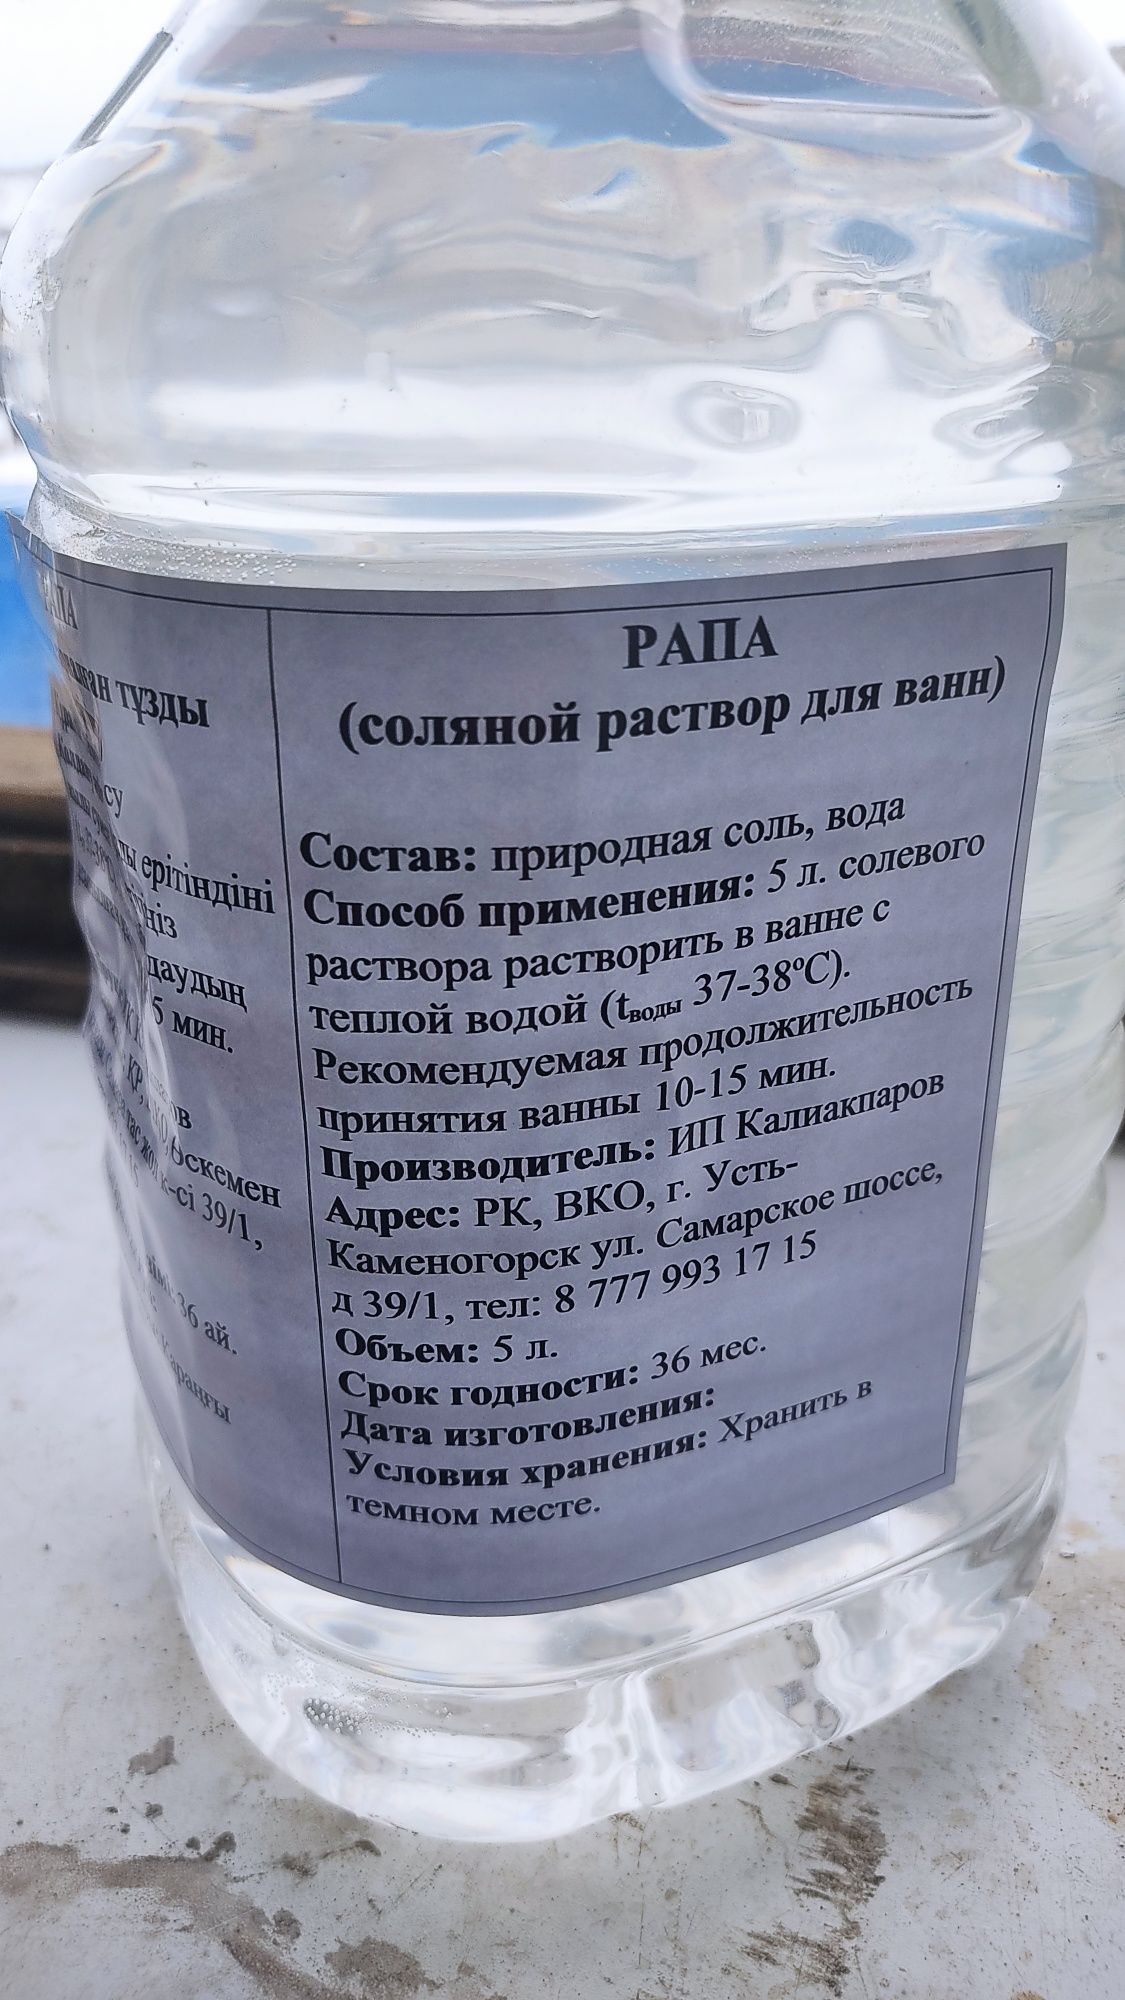 тұзды
су
ерітіндіні
5 мин.
Өскемен
к-сі 39/1,
36 ай.
қараңғы
РАПА
(соляной раствор для ванн)
Состав: природная соль, вода
Способ применения: 5 л. солевого
раствора растворить в ванне с
теплой водой (tводы 37-38ºС).
Рекомендуемая продолжительность
принятия ванны 10-15 мин.
Производитель: ИП Калиакпаров
Адрес: РК, ВКО, г. Усть-
Каменогорск ул. Самарское шоссе,
д 39/1, тел: 8 777 993 17 15
Объем: 5 л.
Срок годности: 36 мес.
Дата изготовления:
Условия хранения: Хранить в
темном месте.